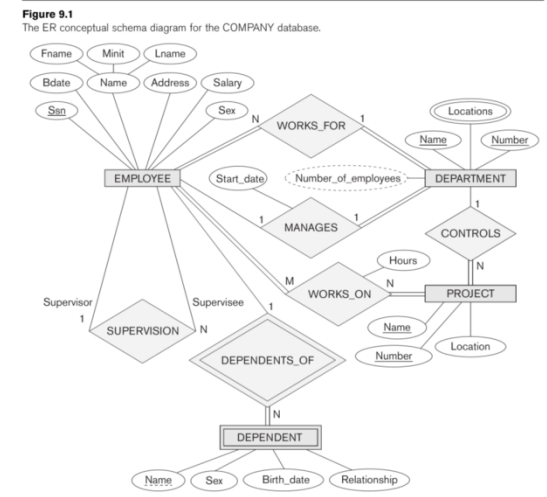 Figure 9.1
The ER conceptual schema diagram for the COMPANY database.
Fname
Minit
Lname
Bdate
Name
Address
Salary
Ssn
Sex
N
WORKS_FOR
1
Locations
Name
Number
EMPLOYEE
Start_date
Number_of_employees
DEPARTMENT
1
MANAGES
1
1
CONTROLS
N
Hours
M
WORKS_ON
N
PROJECT
Name
Number
Location
Supervisor
1
SUPERVISION
Supervisee
N
1
DEPENDENTS_OF
N
DEPENDENT
Name
Sex
Birth_date
Relationship